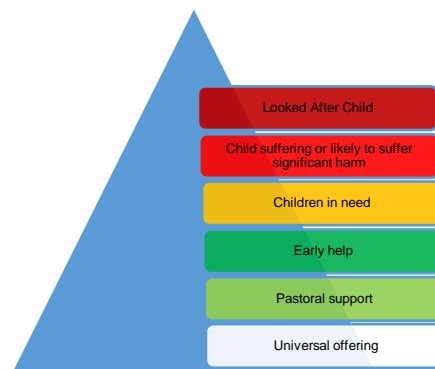 Looked After Child
Child suffering or likely to suffer
significant harm
Children in need
Early help
Pastoral support
Universal offering